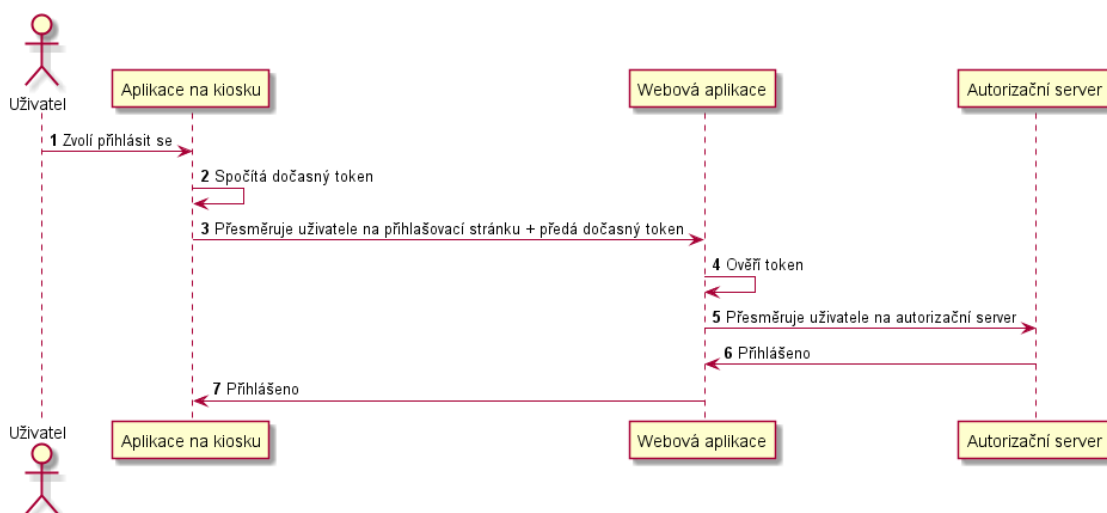 Uživatel
Aplikace na kiosku
Webová aplikace
Autorizační server
1 Zvolí přihlásit se
2 Spočítá dočasný token
3 Přesměruje uživatele na přihlašovací stránku + předá dočasný token
4 Ověří token
5 Přesměruje uživatele na autorizační server
6 Přihlášeno
7 Přihlášeno
Uživatel
Aplikace na kiosku
Webová aplikace
Autorizační server